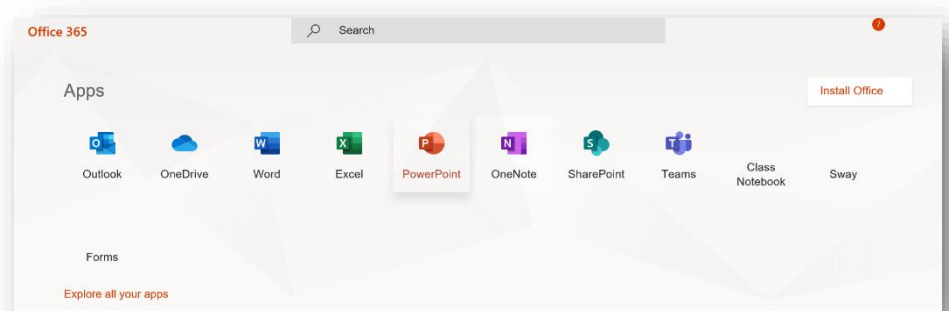 Office 365
Search
7
Apps
Install Office
O
W
X
P
N
S
T
Outlook
OneDrive
Word
Excel
PowerPoint
OneNote
SharePoint
Teams
Class
Notebook
Sway
Forms
Explore all your apps